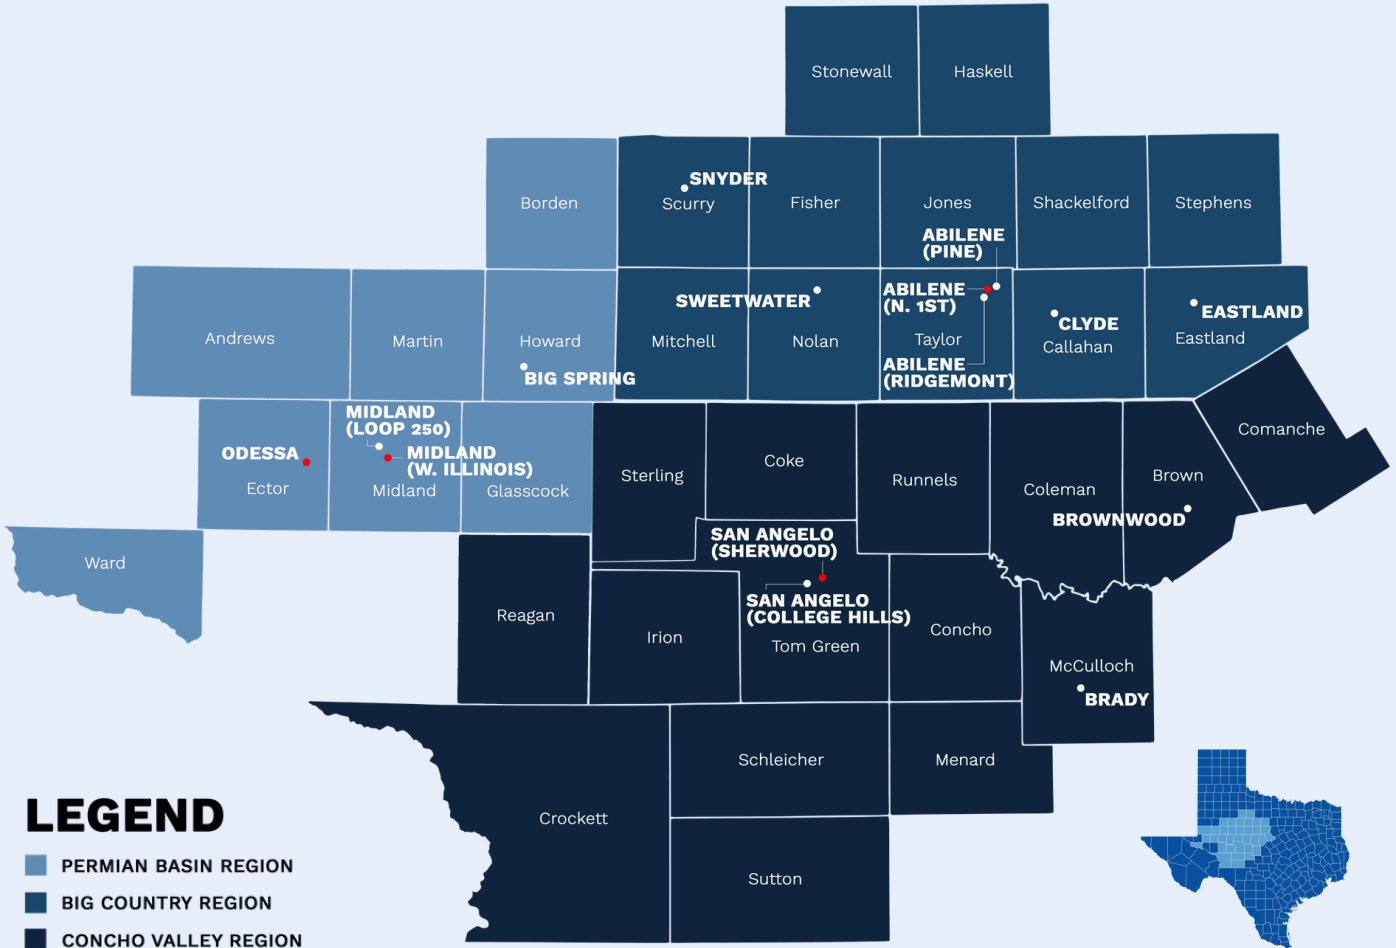 Stonewall
Haskell
SNYDER
Borden
Scurry
Fisher
Jones
Shackelford
Stephens
ABILENE
(PINE)
SWEETWATER
ABILENE
(N. 1ST)
EASTLAND
CLYDE
Andrews
Martin
Howard
Mitchell
Nolan
Taylor
Callahan
Eastland
BIG SPRING
ABILENE
(RIDGEMONT)
MIDLAND
(LOOP 250)
ODESSA
MIDLAND
(W. ILLINOIS)
Ector
Midland
Glasscock
Sterling
Coke
Runnels
Coleman
Brown
Comanche
BROWNWOOD
SAN ANGELO
(SHERWOOD)
Ward
SAN ANGELO
(COLLEGE HILLS)
Reagan
Irion
Tom Green
Concho
McCulloch
BRADY
Schleicher
Menard
Crockett
Sutton
LEGEND
PERMIAN BASIN REGION
BIG COUNTRY REGION
CONCHO VALLEY REGION